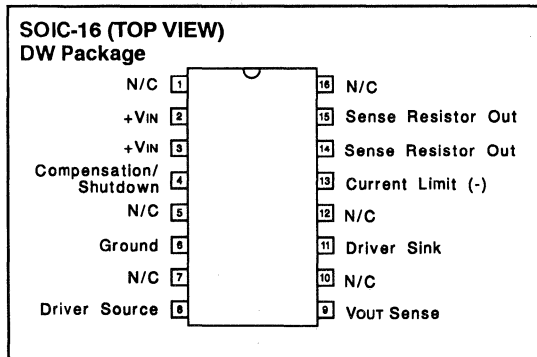 SOIC-16 (TOP VIEW)
DW Package
N/C 1
+VIN 2
+VIN 3
Compensation/
Shutdown 4
N/C 5
Ground 6
N/C 7
Driver Source 8
16 N/C
15 Sense Resistor Out
14 Sense Resistor Out
13 Current Limit (-)
12 N/C
11 Driver Sink
10 N/C
9 VOUT Sense